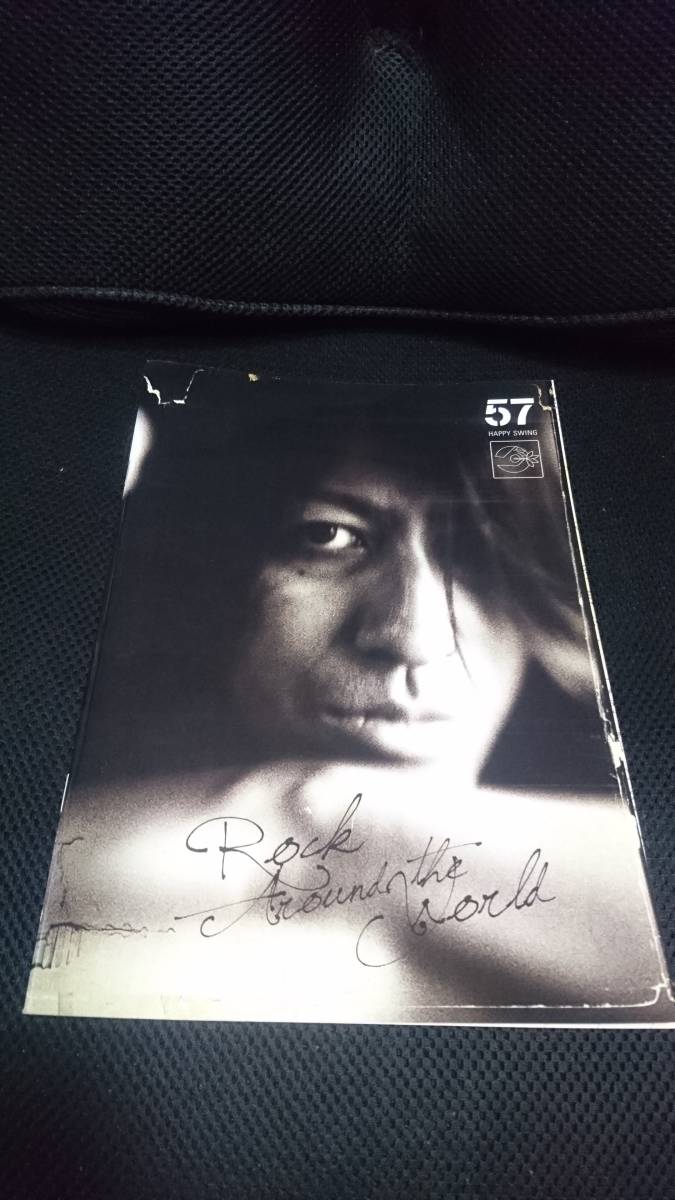 57
HAPPY SWING
Rock
Around the
World